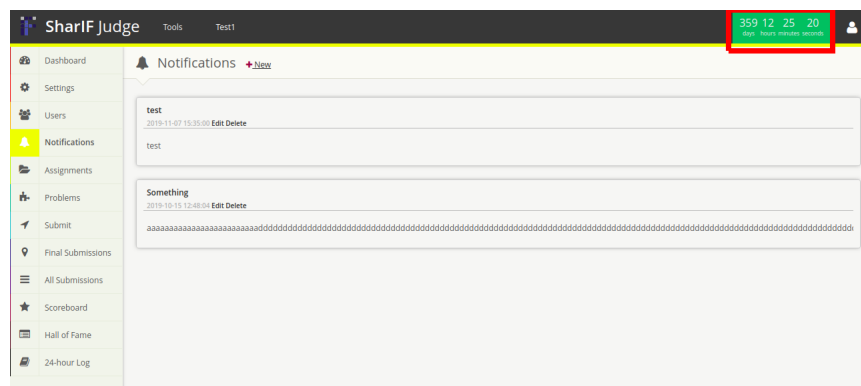 SharIF Judge Tools Test1
359 12 25 20
days hours minutes seconds
Dashboard
Notifications New
Settings
Users
Notifications
Assignments
Problems
Submit
Final Submissions
All Submissions
Scoreboard
Hall of Fame
24-hour Log
test
2019-11-07 15:35:00 Edit Delete
test
Something
2019-10-15 12:48:04 Edit Delete